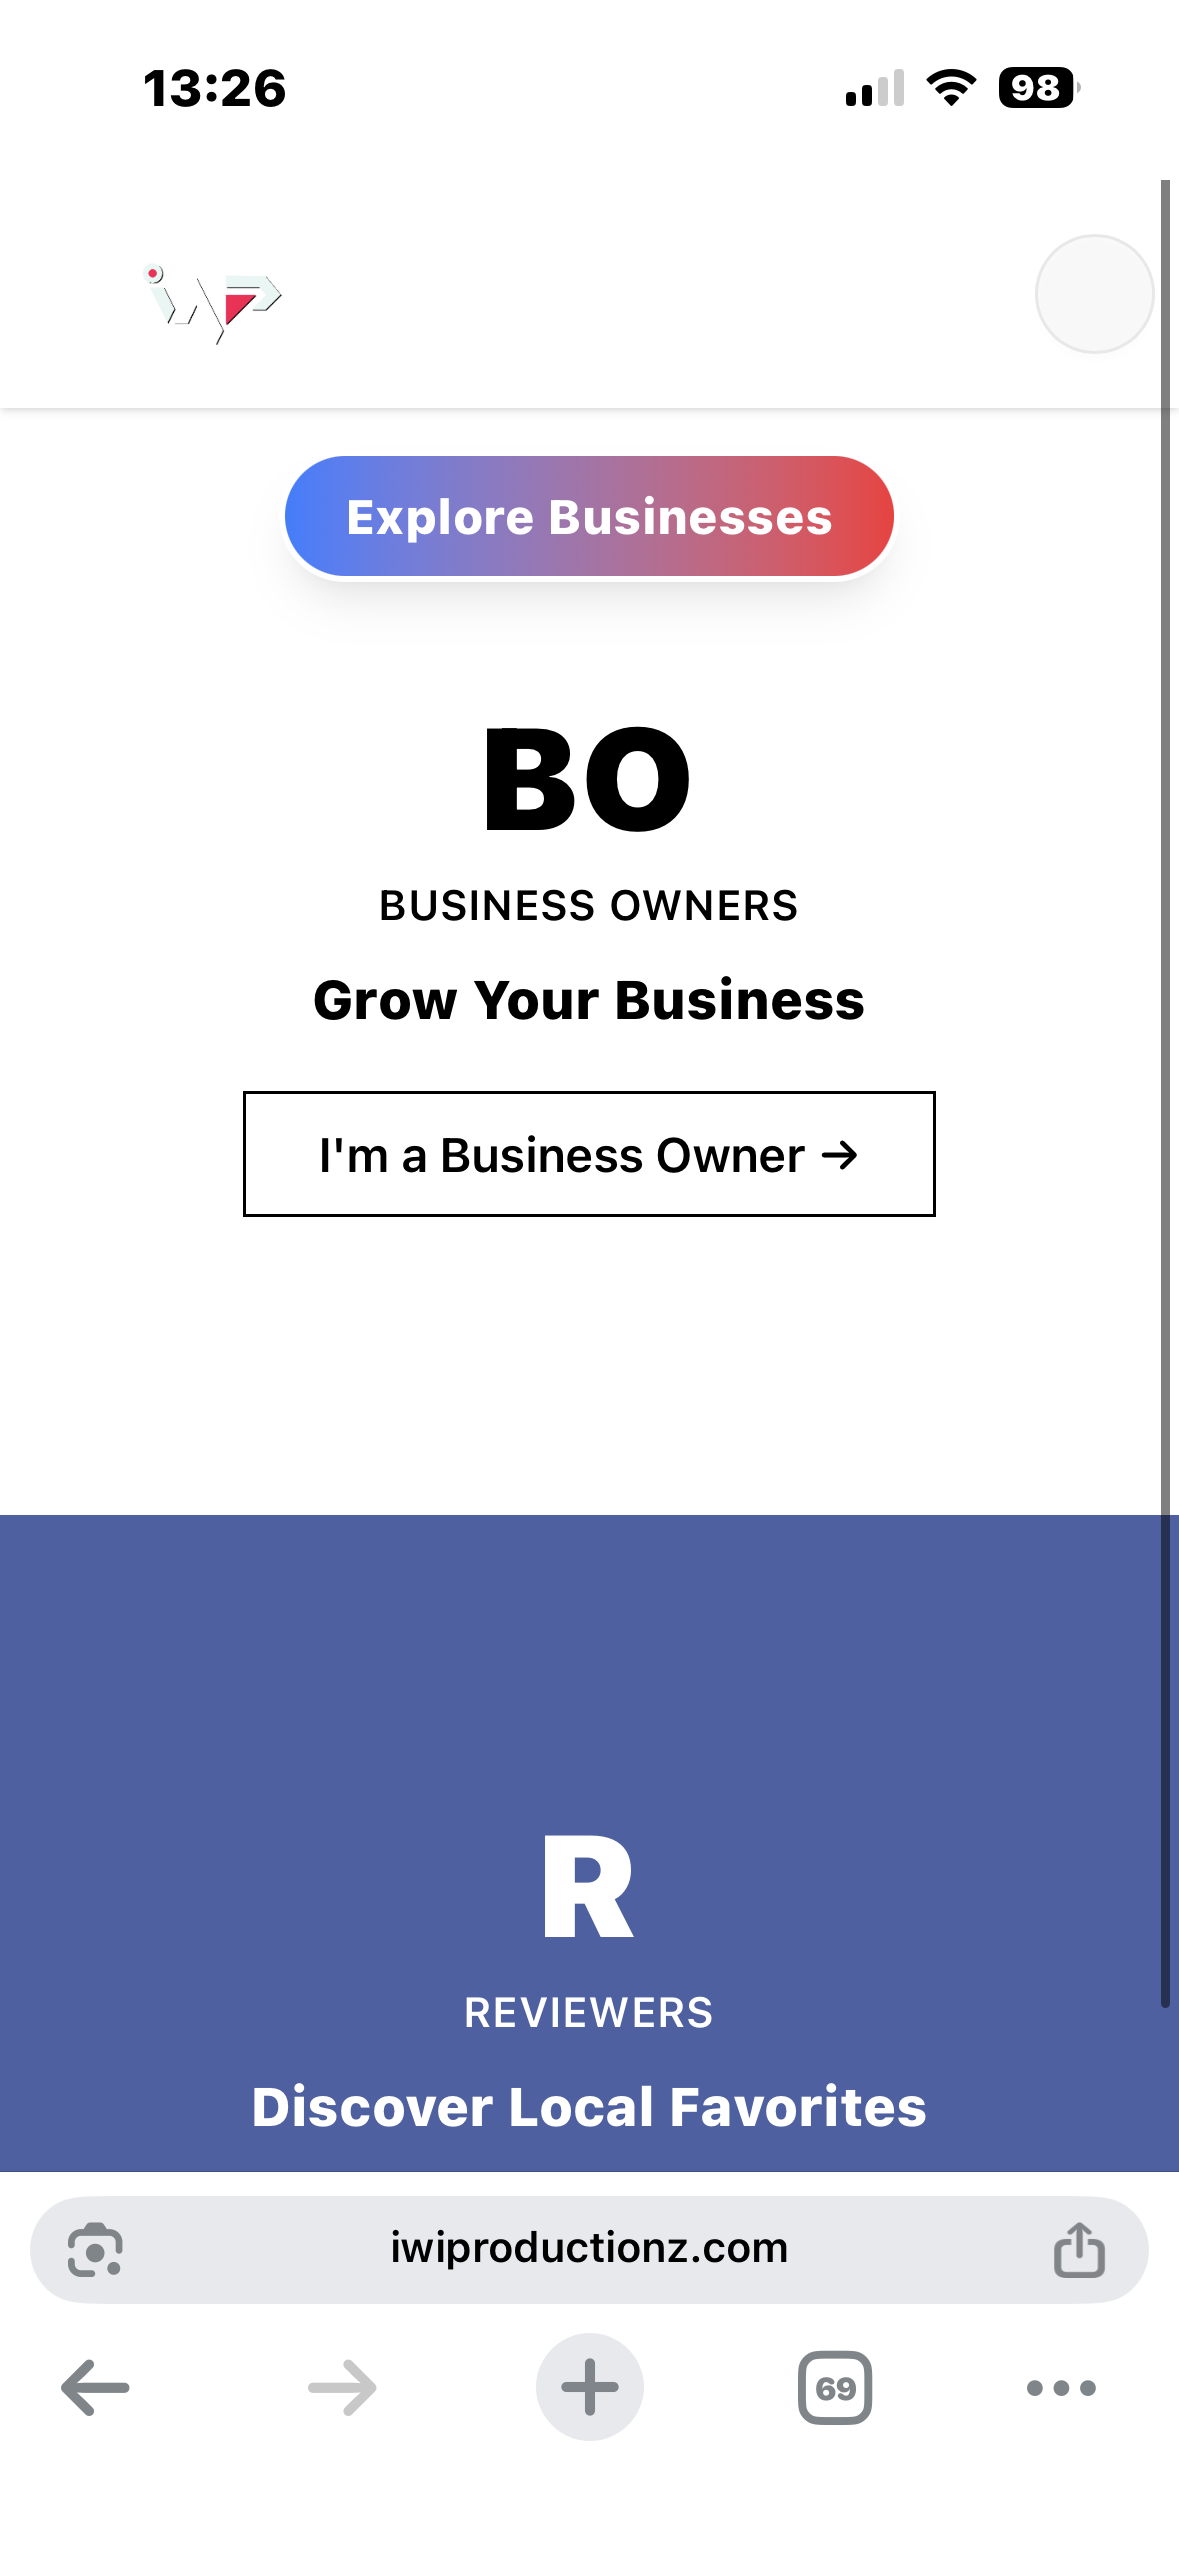 13:26
98
iwP
Explore Businesses
BO
BUSINESS OWNERS
Grow Your Business
I'm a Business Owner →
R
REVIEWERS
Discover Local Favorites
iwiproductionz.com
69